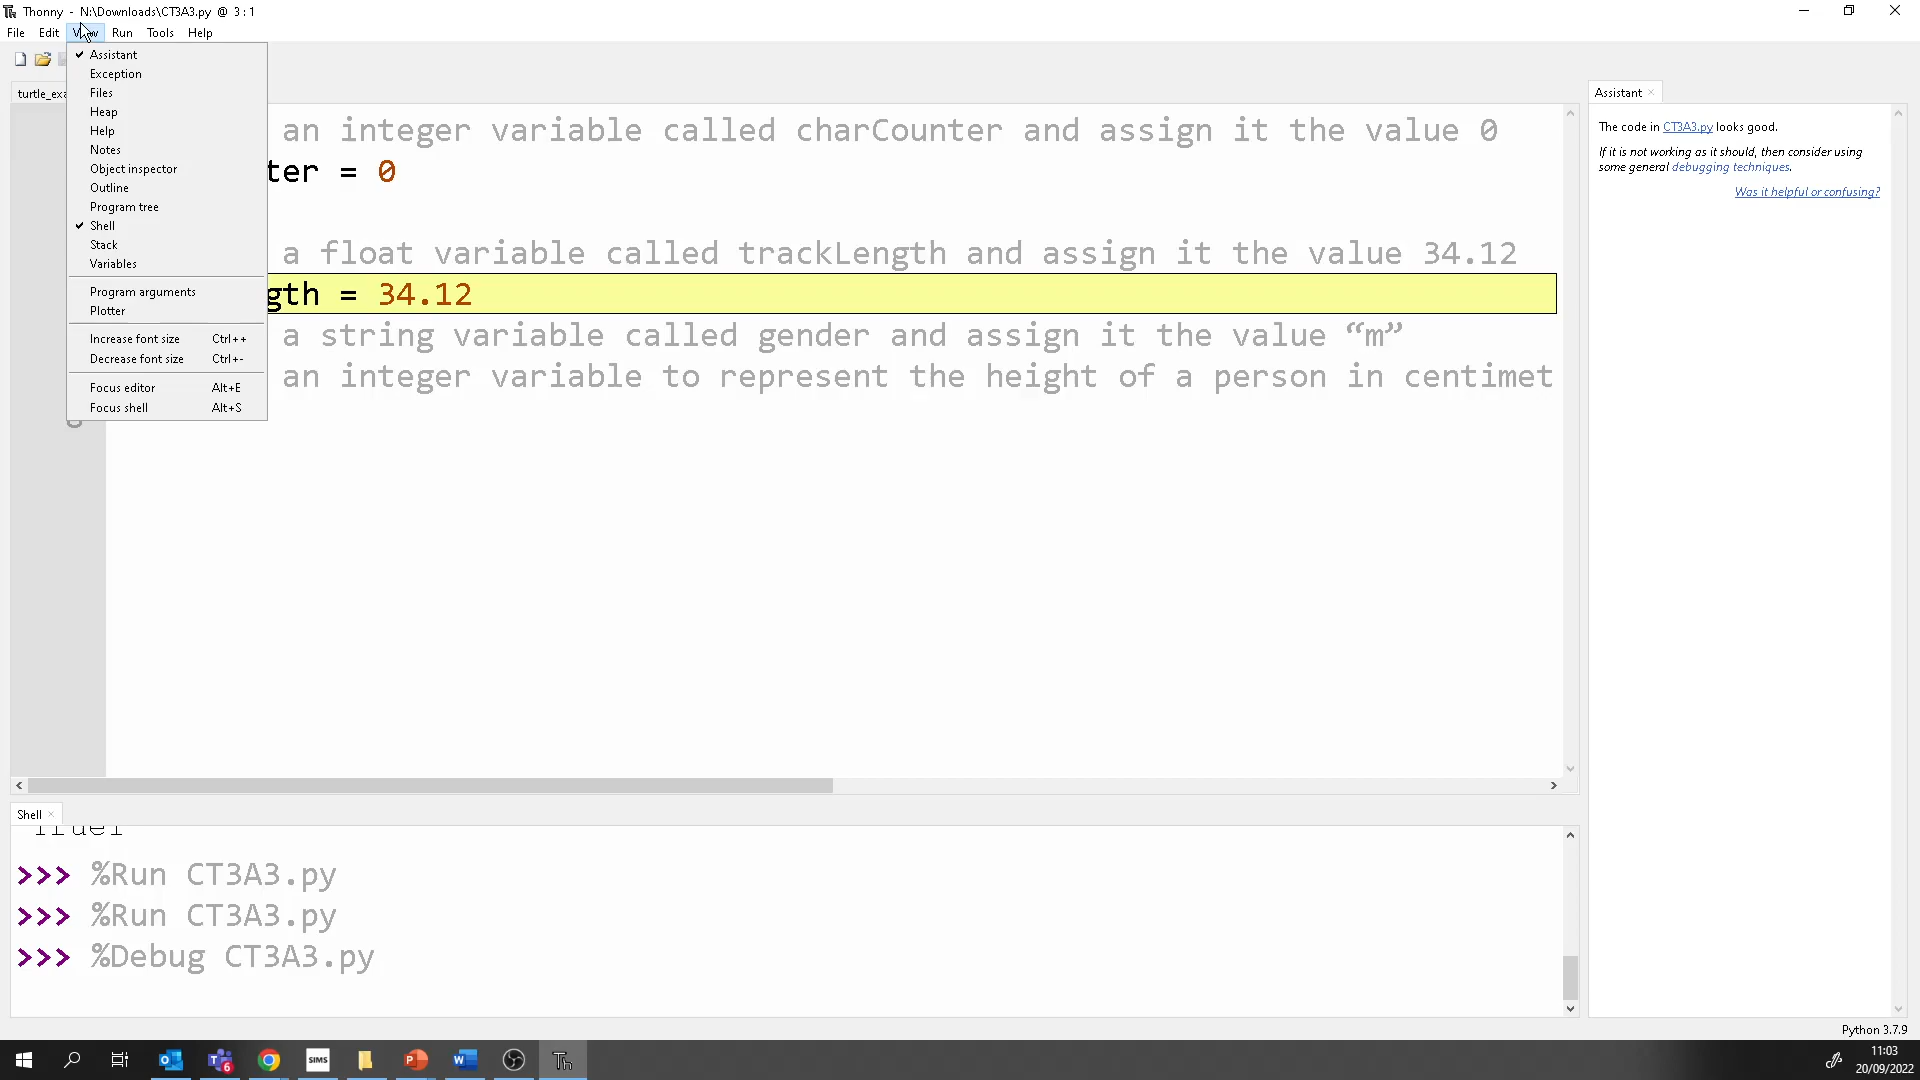 Thonny - N:\Downloads\CT3A3.py @ 3 : 1
File Edit View Run Tools Help
Assistant
Exception
Files
Heap
Help
Notes
Object inspector
Outline
Program tree
Shell
Stack
Variables
Program arguments
Plotter
Increase font size Ctrl++
Decrease font size Ctrl+-
Focus editor Alt+E
Focus shell Alt+S
an integer variable called charCounter and assign it the value 0
ter = 0
a float variable called trackLength and assign it the value 34.12
gth = 34.12
a string variable called gender and assign it the value “m”
an integer variable to represent the height of a person in centimet
Assistant
The code in CT3A3.py looks good.
If it is not working as it should, then consider using
some general debugging techniques.
Was it helpful or confusing?
Shell
>>> %Run CT3A3.py
>>> %Run CT3A3.py
>>> %Debug CT3A3.py
Python 3.7.9
SIMS
6
11:03
20/09/2022